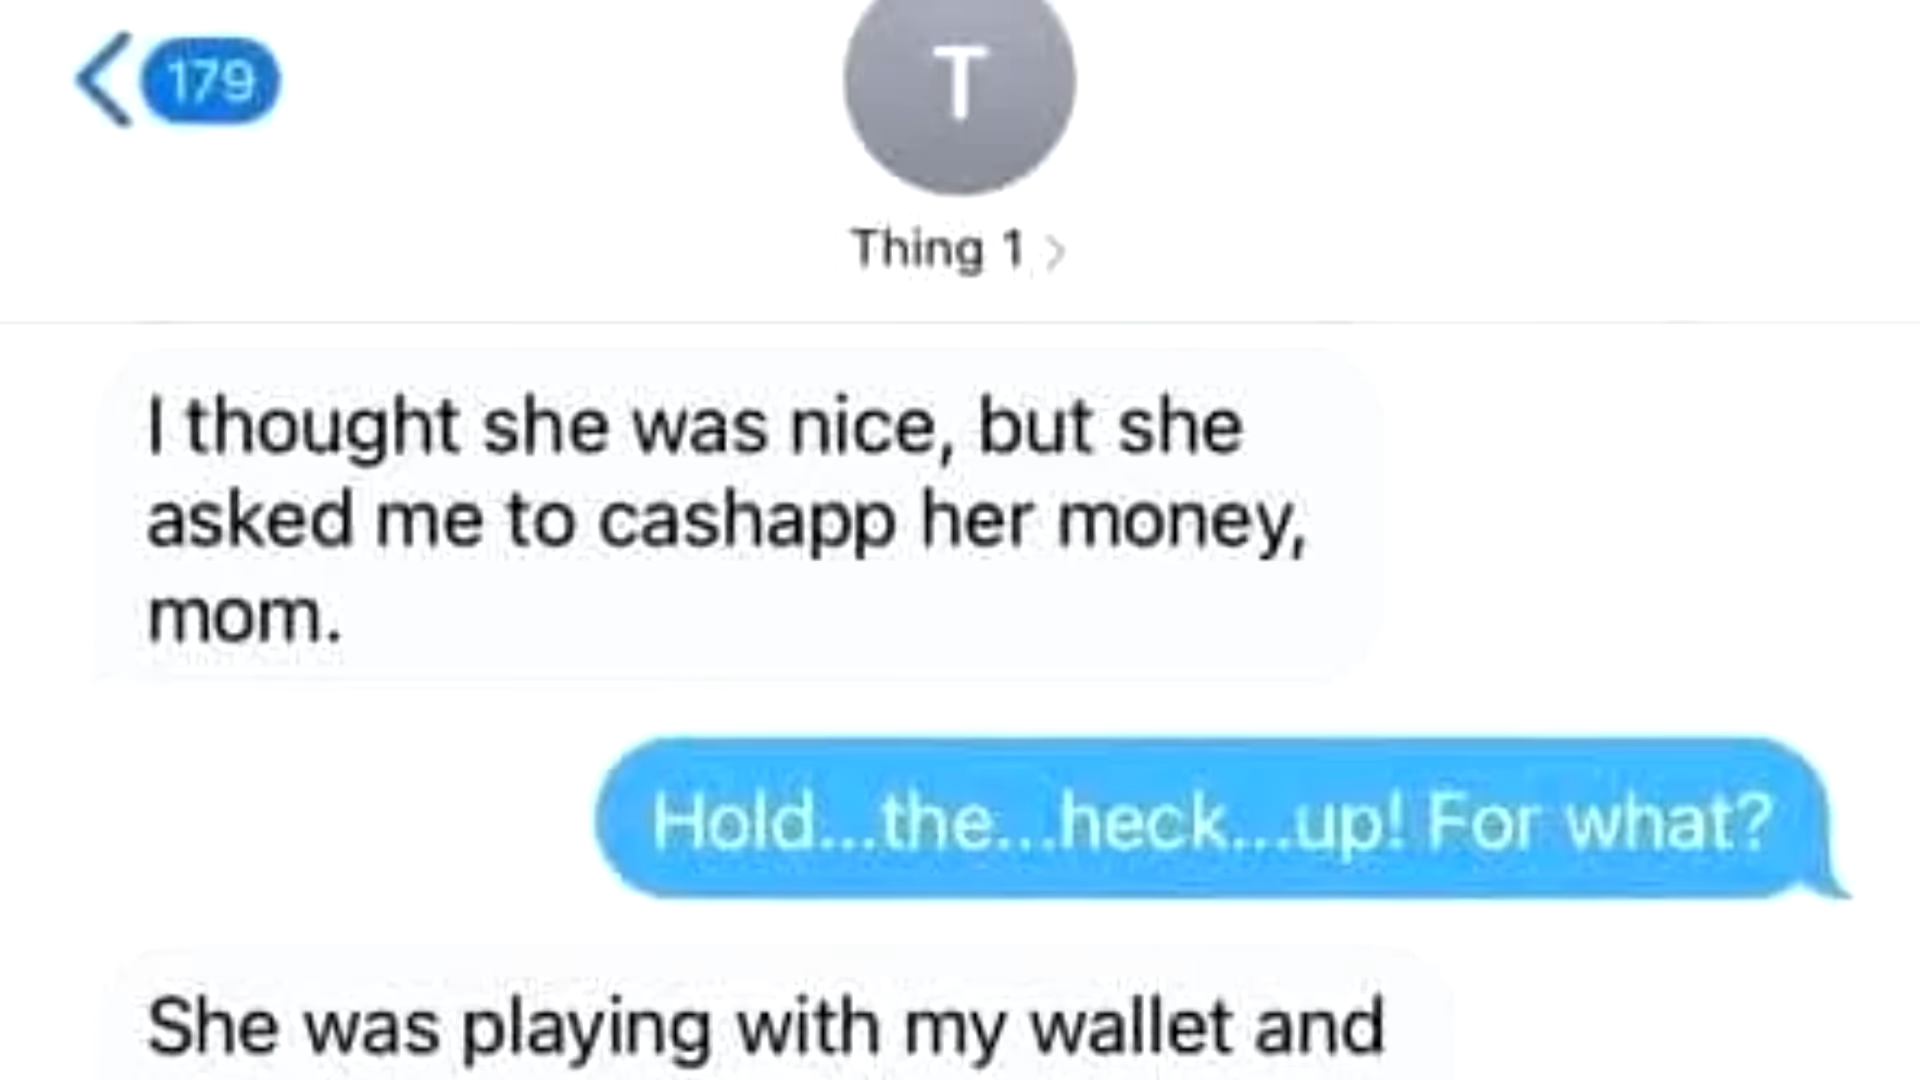 179
T
Thing 1
I thought she was nice, but she
asked me to cashapp her money,
mom.
Hold...the...heck...up! For what?
She was playing with my wallet and